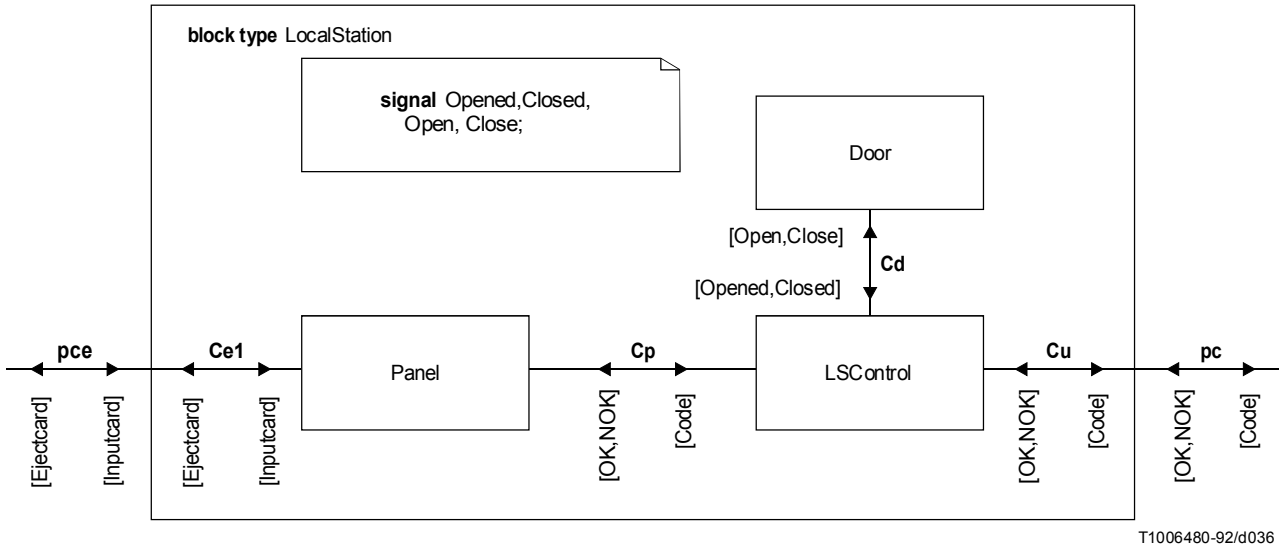 block type LocalStation
signal Opened,Closed,
Open, Close;
Door
[Open,Close]
Cd
[Opened,Closed]
pce
Ce1
Panel
Cp
LSControl
Cu
pc
[Ejectcard]
[Inputcard]
[Ejectcard]
[Inputcard]
[OK,NOK]
[Code]
[OK,NOK]
[Code]
[OK,NOK]
[Code]
T1006480-92/d036